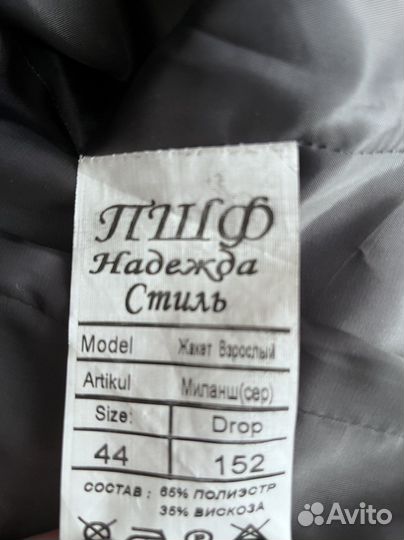 ПШФ
Надежда
Стиль
Model Жакет Взрослый
Artikul Миланш(сер)
Size: Drop
44 152
СОСТАВ : 65% ПОЛИЭСТР
35% ВИСКОЗА
Avito